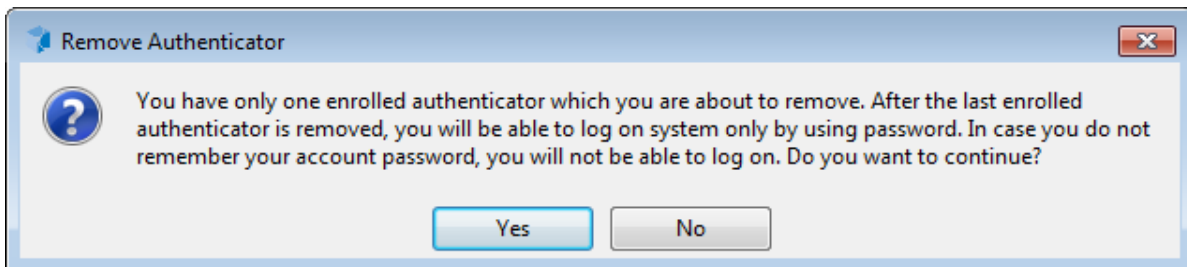 Remove Authenticator
You have only one enrolled authenticator which you are about to remove. After the last enrolled
authenticator is removed, you will be able to log on system only by using password. In case you do not
remember your account password, you will not be able to log on. Do you want to continue?
Yes No